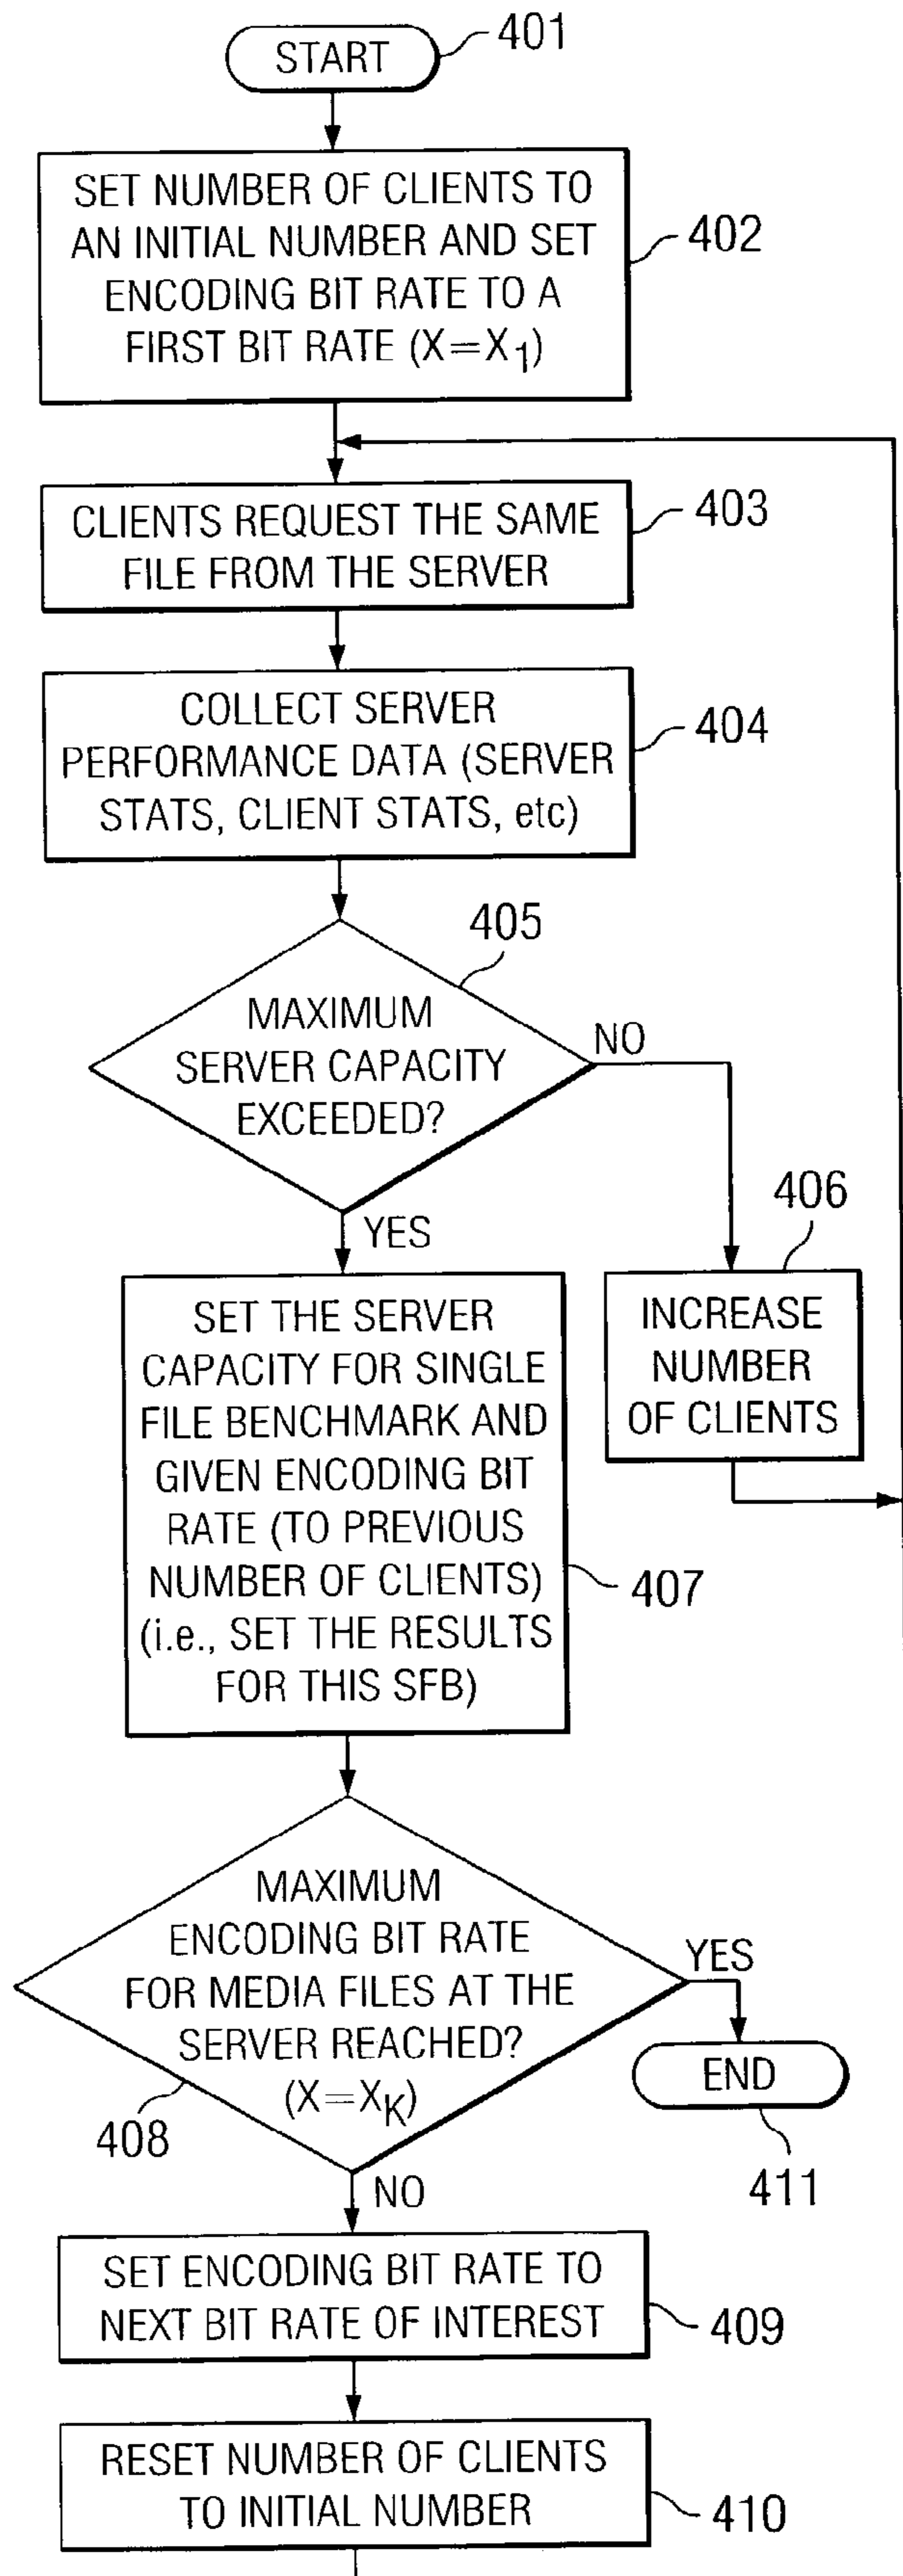 START
401
SET NUMBER OF CLIENTS TO
AN INITIAL NUMBER AND SET
ENCODING BIT RATE TO A
FIRST BIT RATE (X=X1)
402
CLIENTS REQUEST THE SAME
FILE FROM THE SERVER
403
COLLECT SERVER
PERFORMANCE DATA (SERVER
STATS, CLIENT STATS, etc)
404
405
MAXIMUM
SERVER CAPACITY
EXCEEDED?
NO
YES
406
INCREASE
NUMBER
OF CLIENTS
SET THE SERVER
CAPACITY FOR SINGLE
FILE BENCHMARK AND
GIVEN ENCODING BIT
RATE (TO PREVIOUS
NUMBER OF CLIENTS)
(i.e., SET THE RESULTS
FOR THIS SFB)
407
MAXIMUM
ENCODING BIT RATE
FOR MEDIA FILES AT THE
SERVER REACHED?
(X=XK)
408
YES
END
411
NO
SET ENCODING BIT RATE TO
NEXT BIT RATE OF INTEREST
409
RESET NUMBER OF CLIENTS
TO INITIAL NUMBER
410